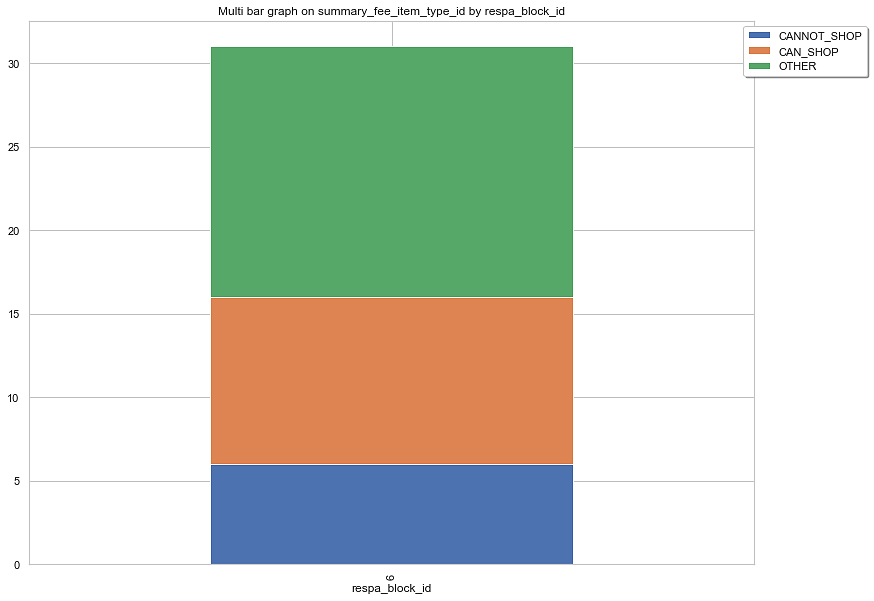 Multi bar graph on summary_fee_item_type_id by respa_block_id
CANNOT_SHOP
CAN_SHOP
OTHER
30
25
20
15
10
5
0
6
respa_block_id